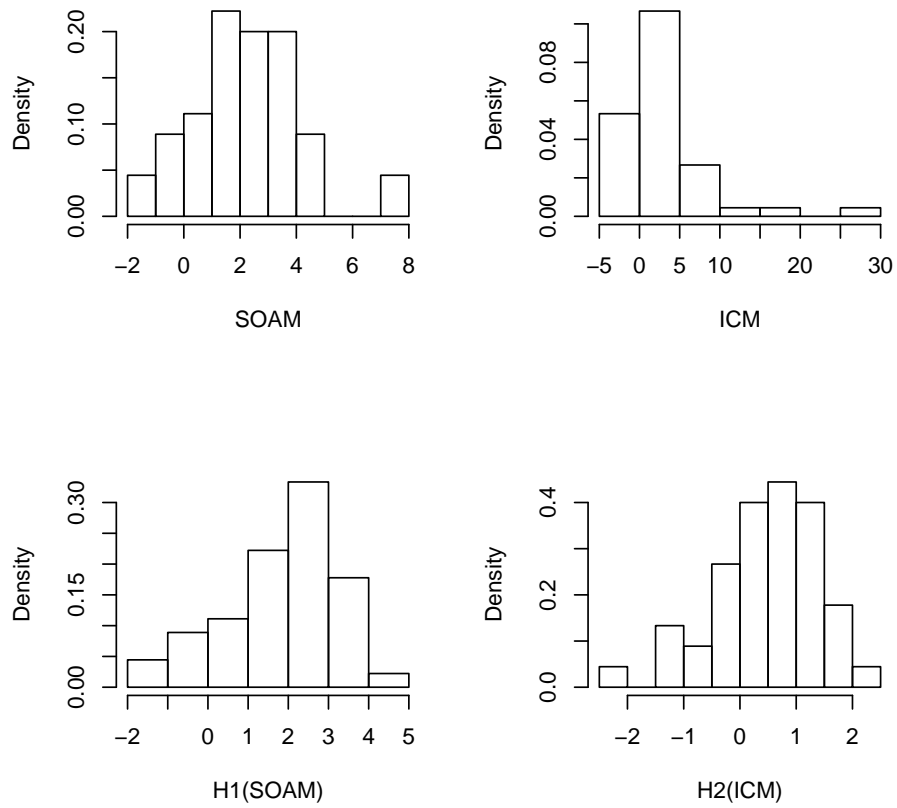 Density
0.00 0.10 0.20
−2 0 2 4 6 8
SOAM
Density
0.00 0.04 0.08
−5 0 5 10 20 30
ICM
Density
0.00 0.15 0.30
−2 0 1 2 3 4 5
H1(SOAM)
Density
0.0 0.2 0.4
−2 −1 0 1 2
H2(ICM)